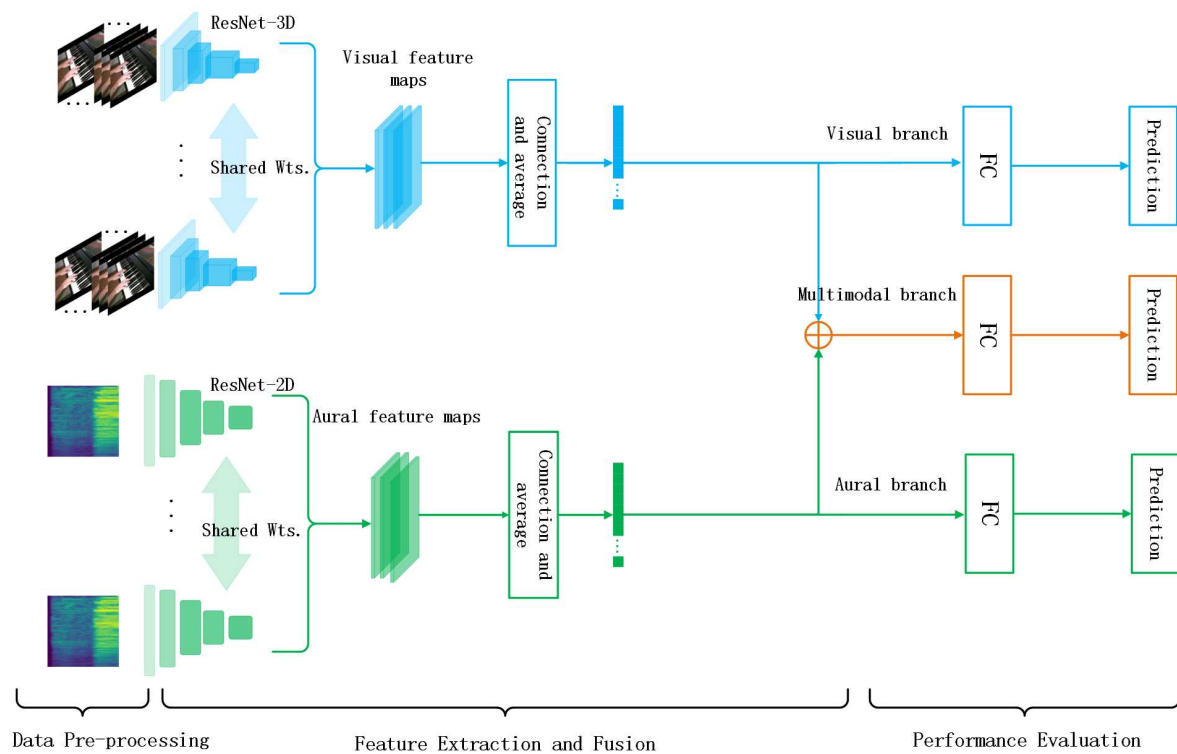 ResNet-3D
Visual feature
maps
Shared Wts.
Connection
and average
Visual branch
FC
Prediction
Multimodal branch
FC
Prediction
ResNet-2D
Aural feature maps
Shared Wts.
Connection and
average
Aural branch
FC
Prediction
Data Pre-processing
Feature Extraction and Fusion
Performance Evaluation